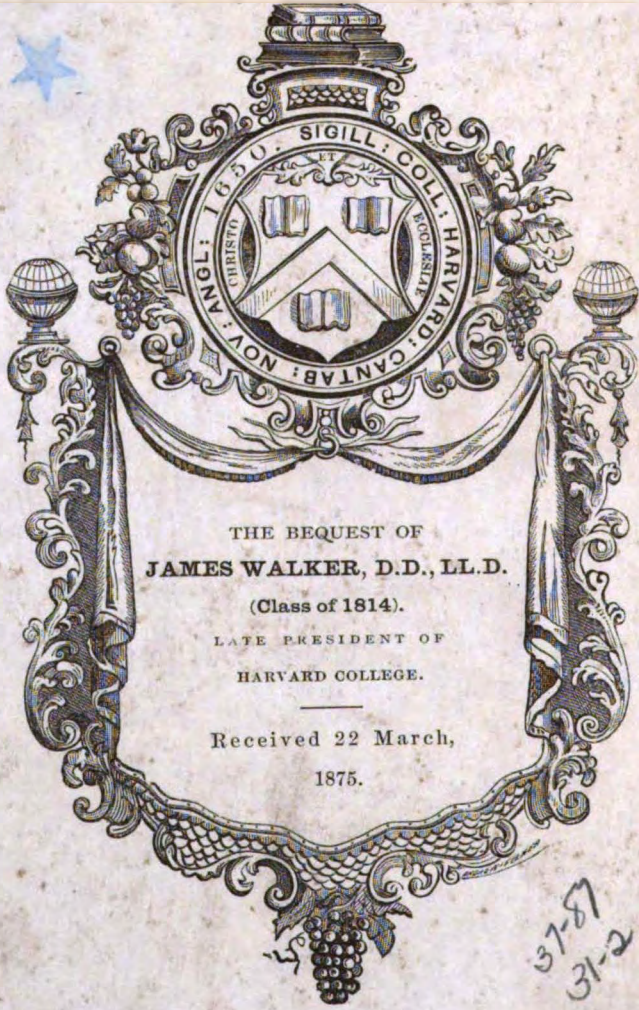 SIGILL : COLL : HARVARD : CANTAB : NOV : ANGL : 1650.
CHRISTO
ET
ECCLESIAE
THE BEQUEST OF
JAMES WALKER, D.D., LL.D.
(Class of 1814).
LATE PRESIDENT OF
HARVARD COLLEGE.
Received 22 March,
1875.
37-87
31-2